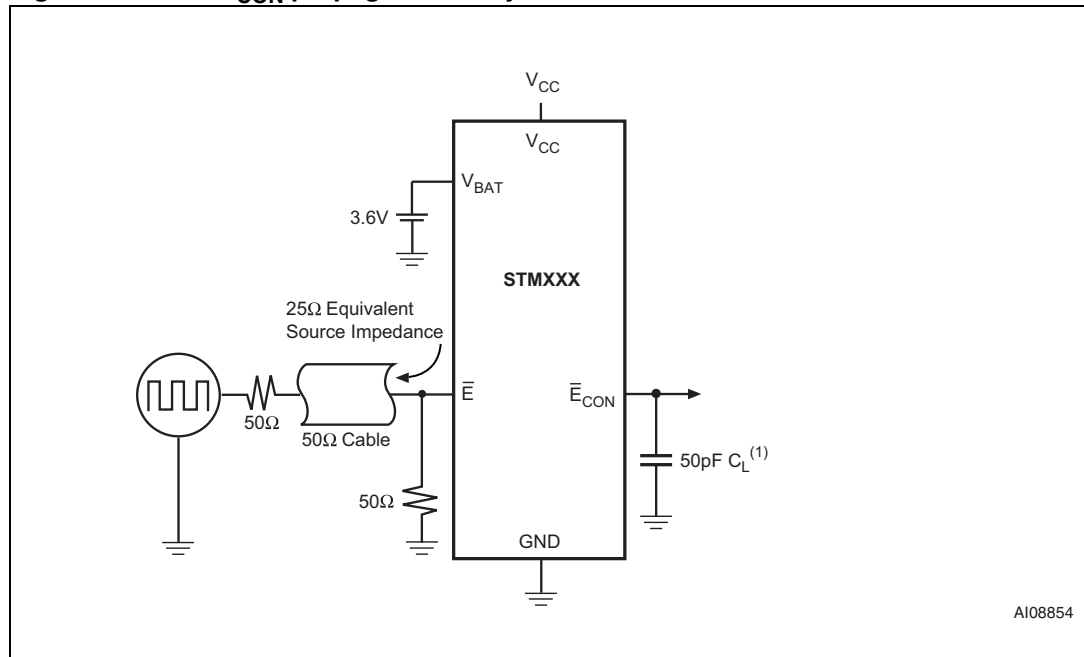 V_CC
V_CC
V_BAT
3.6V
STMXXX
25Ω Equivalent
Source Impedance
E̅
E̅_CON
50Ω
50Ω Cable
50pF C_L^(1)
50Ω
GND
AI08854